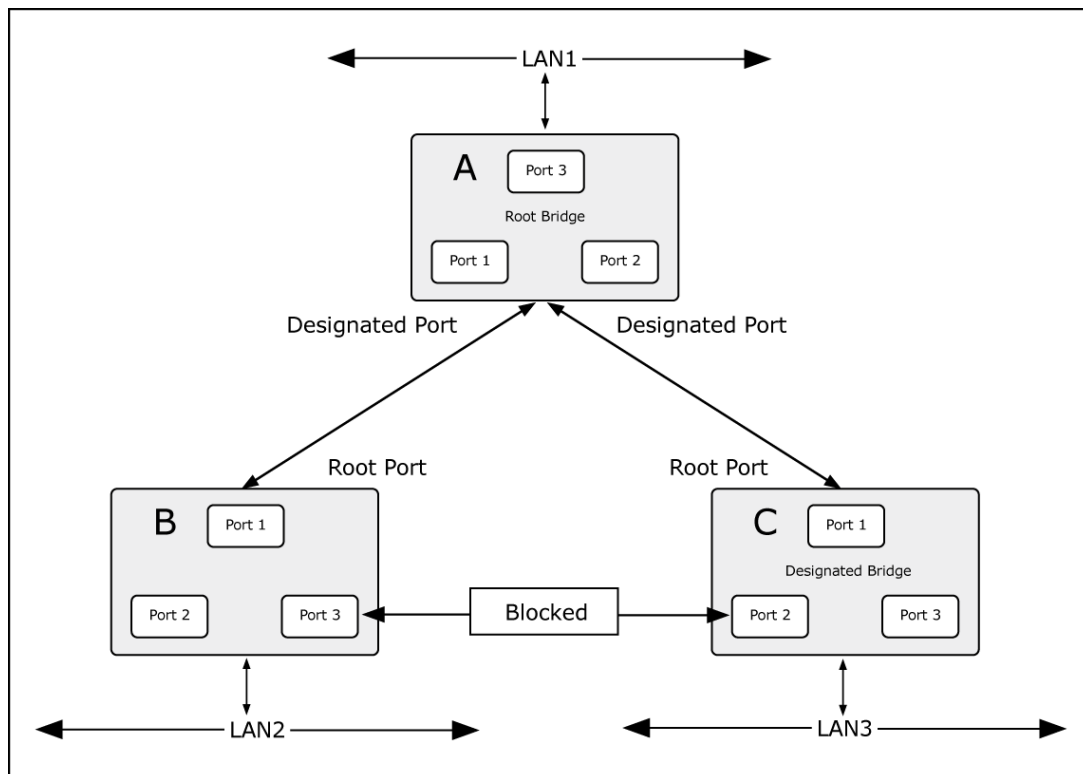 LAN1
A
Port 3
Root Bridge
Port 1
Port 2
Designated Port
Designated Port
Root Port
Root Port
B
Port 1
C
Port 1
Designated Bridge
Port 2
Port 3
Blocked
Port 2
Port 3
LAN2
LAN3